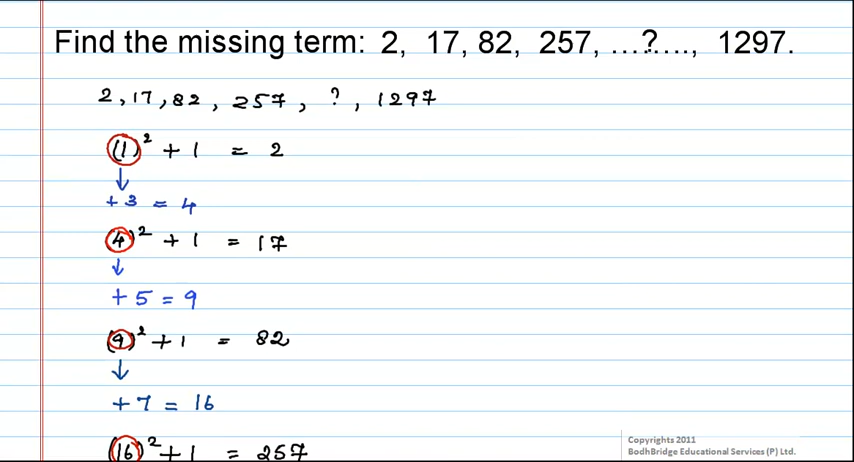 Find the missing term: 2, 17, 82, 257, ...?...., 1297.
2, 17, 82, 257, ?, 1297
(1)² + 1 = 2
↓
+3 = 4
(4)² + 1 = 17
↓
+5 = 9
(9)² + 1 = 82
↓
+7 = 16
(16)² + 1 = 257
Copyrights 2011
BodhBridge Educational Services (P) Ltd.